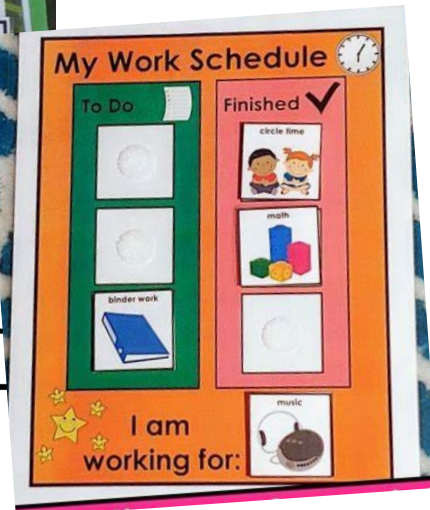 My Work Schedule
To Do
Finished
circle time
math
binder work
music
I am
working for: